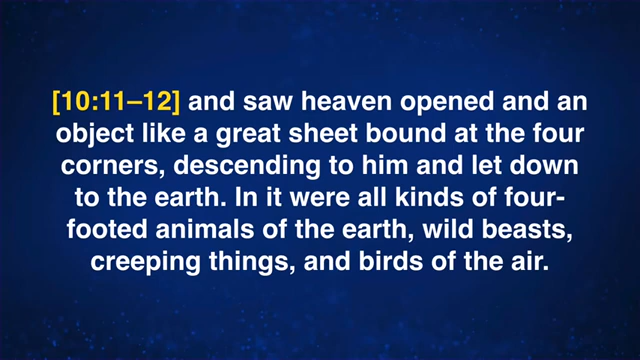 [10:11–12] and saw heaven opened and an
object like a great sheet bound at the four
corners, descending to him and let down
to the earth. In it were all kinds of four-
footed animals of the earth, wild beasts,
creeping things, and birds of the air.